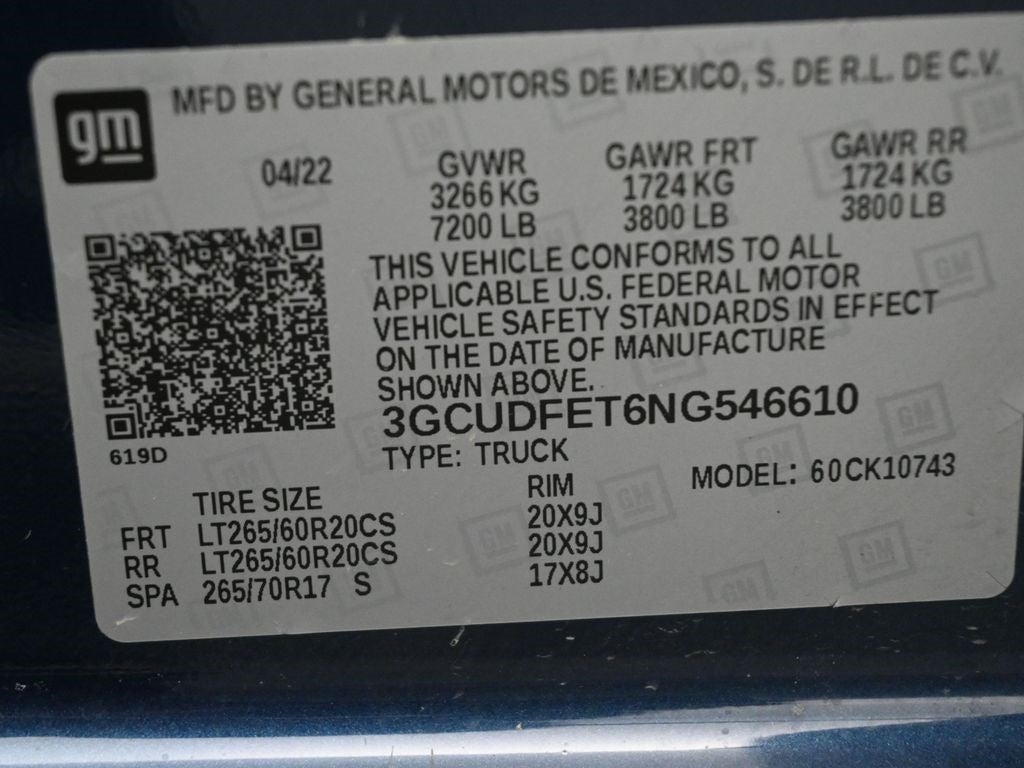 gm
MFD BY GENERAL MOTORS DE MEXICO, S. DE R.L. DE C.V.
04/22 GVWR GAWR FRT GAWR RR
3266 KG 1724 KG 1724 KG
7200 LB 3800 LB 3800 LB
THIS VEHICLE CONFORMS TO ALL
APPLICABLE U.S. FEDERAL MOTOR
VEHICLE SAFETY STANDARDS IN EFFECT
ON THE DATE OF MANUFACTURE
SHOWN ABOVE.
3GCUDFET6NG546610
619D
TYPE: TRUCK
MODEL: 60CK10743
TIRE SIZE RIM
FRT LT265/60R20CS 20X9J
RR LT265/60R20CS 20X9J
SPA 265/70R17 S 17X8J